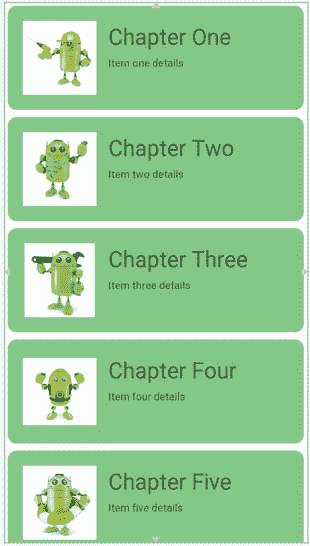 Chapter One
Item one details
Chapter Two
Item two details
Chapter Three
Item three details
Chapter Four
Item four details
Chapter Five
Item five details